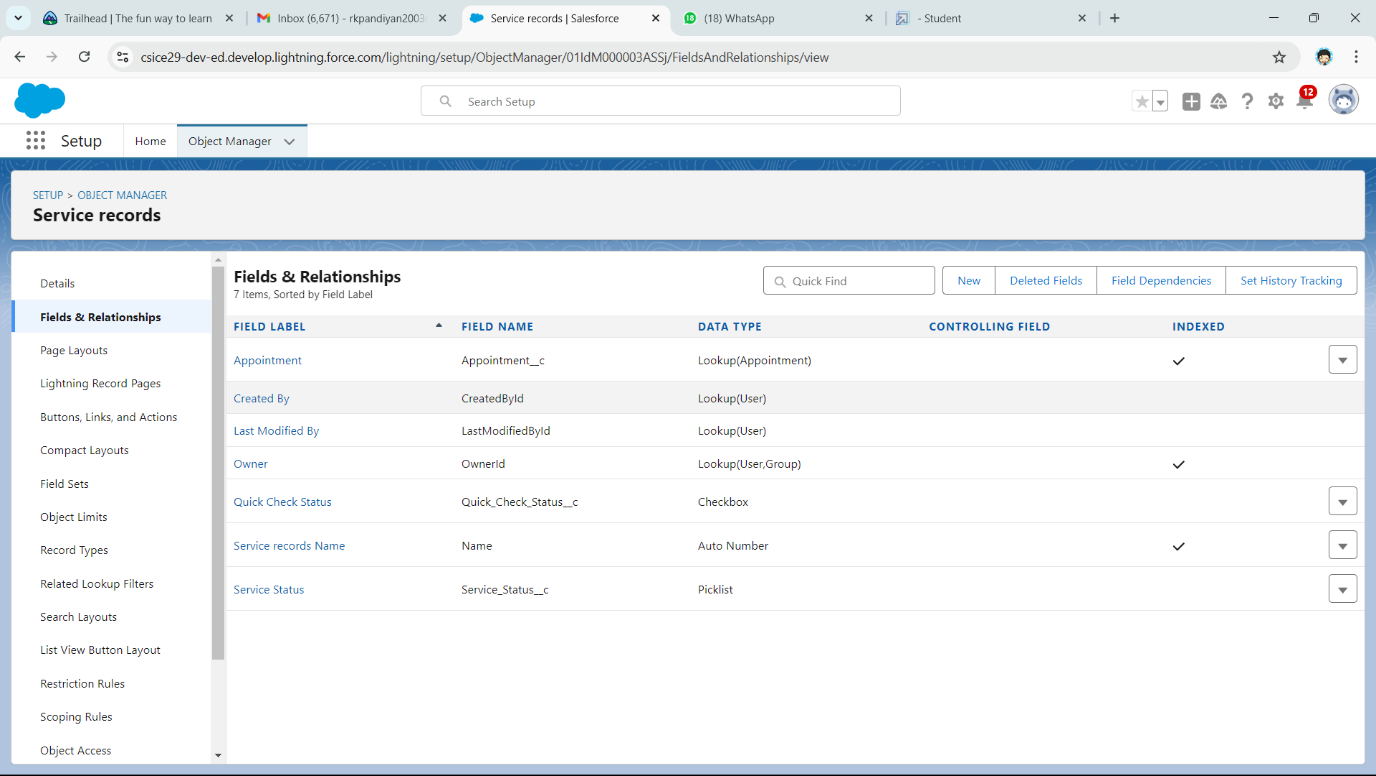 Trailhead | The fun way to learn
Inbox (6,671) - rkpandiyan2003
Service records | Salesforce
18 (18) WhatsApp
- Student
csice29-dev-ed.develop.lightning.force.com/lightning/setup/ObjectManager/01IdM000003ASSj/FieldsAndRelationships/view
Search Setup
12
Setup Home Object Manager
SETUP > OBJECT MANAGER
Service records
Details
Fields & Relationships
Page Layouts
Lightning Record Pages
Buttons, Links, and Actions
Compact Layouts
Field Sets
Object Limits
Record Types
Related Lookup Filters
Search Layouts
List View Button Layout
Restriction Rules
Scoping Rules
Object Access
Fields & Relationships
7 Items, Sorted by Field Label
Quick Find New Deleted Fields Field Dependencies Set History Tracking
FIELD LABEL FIELD NAME DATA TYPE CONTROLLING FIELD INDEXED
Appointment Appointment__c Lookup(Appointment)
Created By CreatedById Lookup(User)
Last Modified By LastModifiedById Lookup(User)
Owner OwnerId Lookup(User,Group)
Quick Check Status Quick_Check_Status__c Checkbox
Service records Name Name Auto Number
Service Status Service_Status__c Picklist